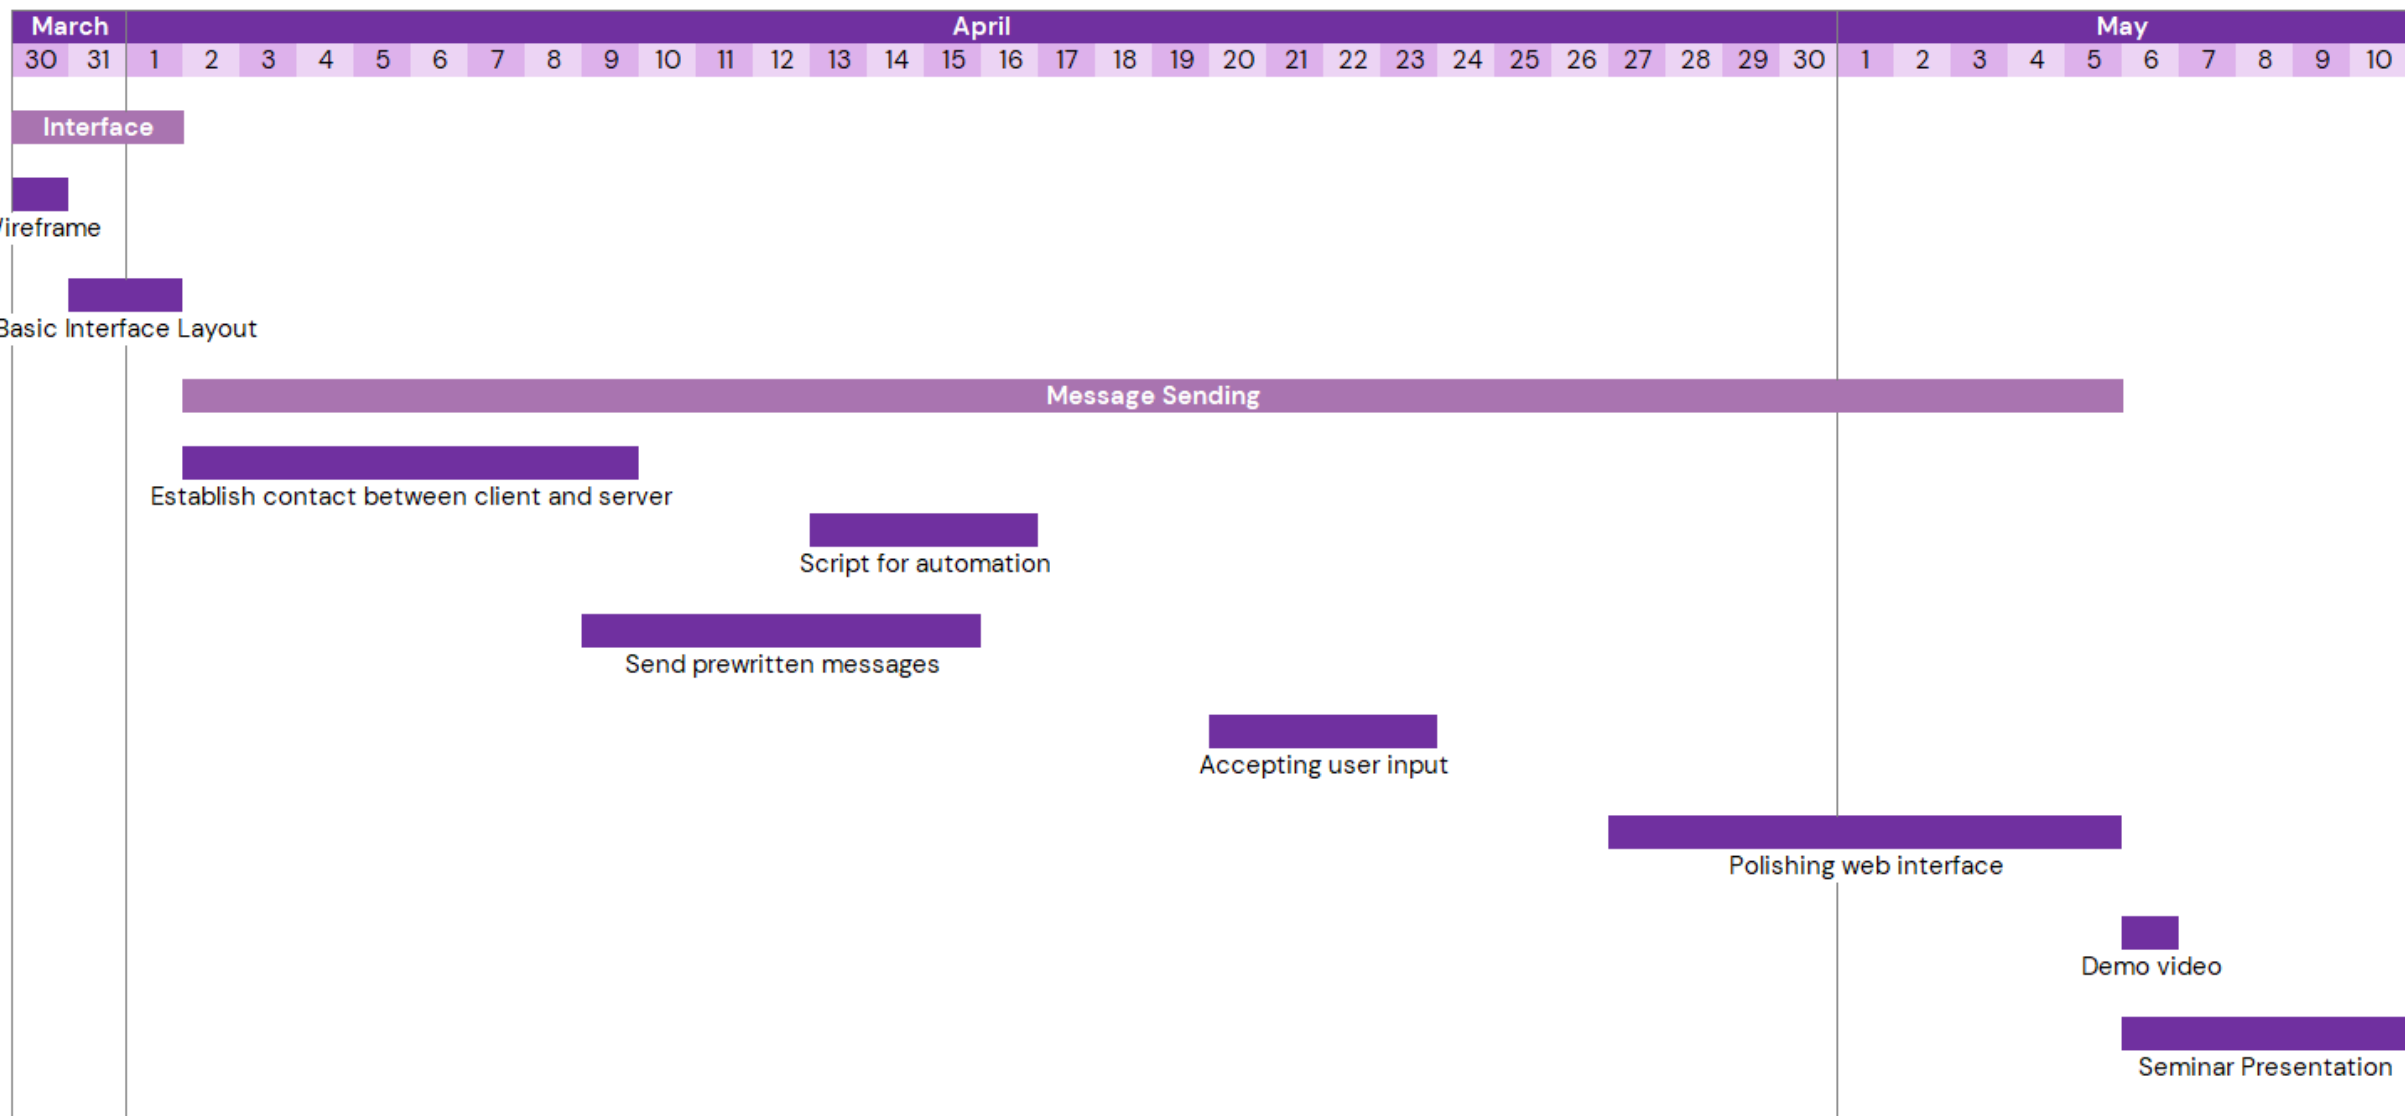 March April May
30 31 1 2 3 4 5 6 7 8 9 10 11 12 13 14 15 16 17 18 19 20 21 22 23 24 25 26 27 28 29 30 1 2 3 4 5 6 7 8 9 10
Interface
Wireframe
Basic Interface Layout
Message Sending
Establish contact between client and server
Script for automation
Send prewritten messages
Accepting user input
Polishing web interface
Demo video
Seminar Presentation